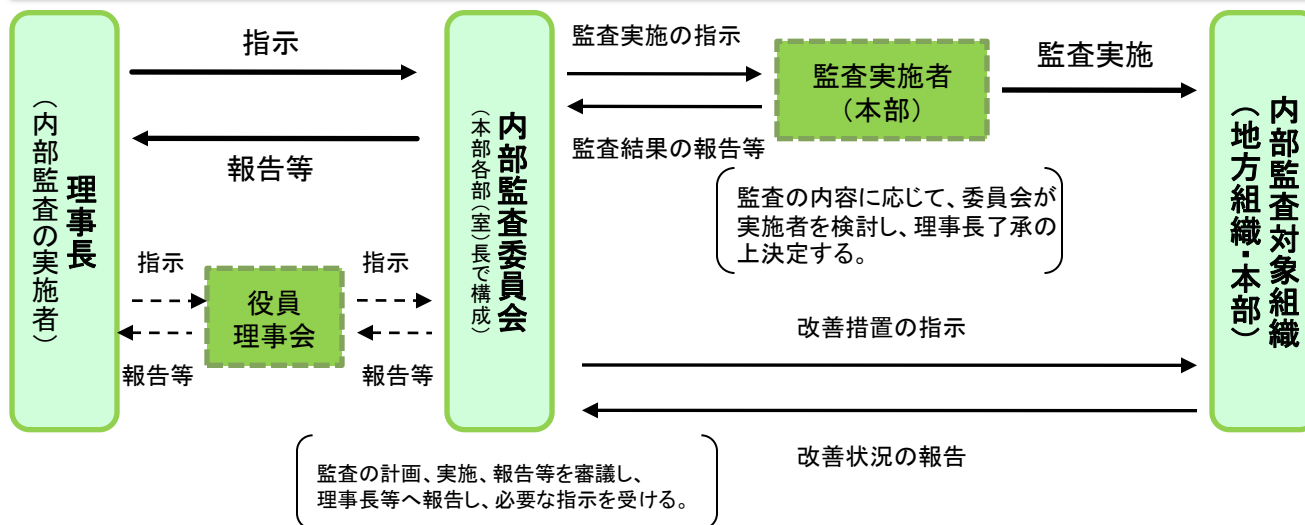 指示
報告等
理事長
（内部監査の実施者）
指示
報告等
役員
理事会
指示
報告等
内部監査委員会
（本部各部（室）長で構成）
監査の計画、実施、報告等を審議し、
理事長等へ報告し、必要な指示を受ける。
監査実施の指示
監査結果の報告等
監査実施者
（本部）
監査の内容に応じて、委員会が
実施者を検討し、理事長了承の
上決定する。
監査実施
改善措置の指示
改善状況の報告
内部監査対象組織
（地方組織・本部）